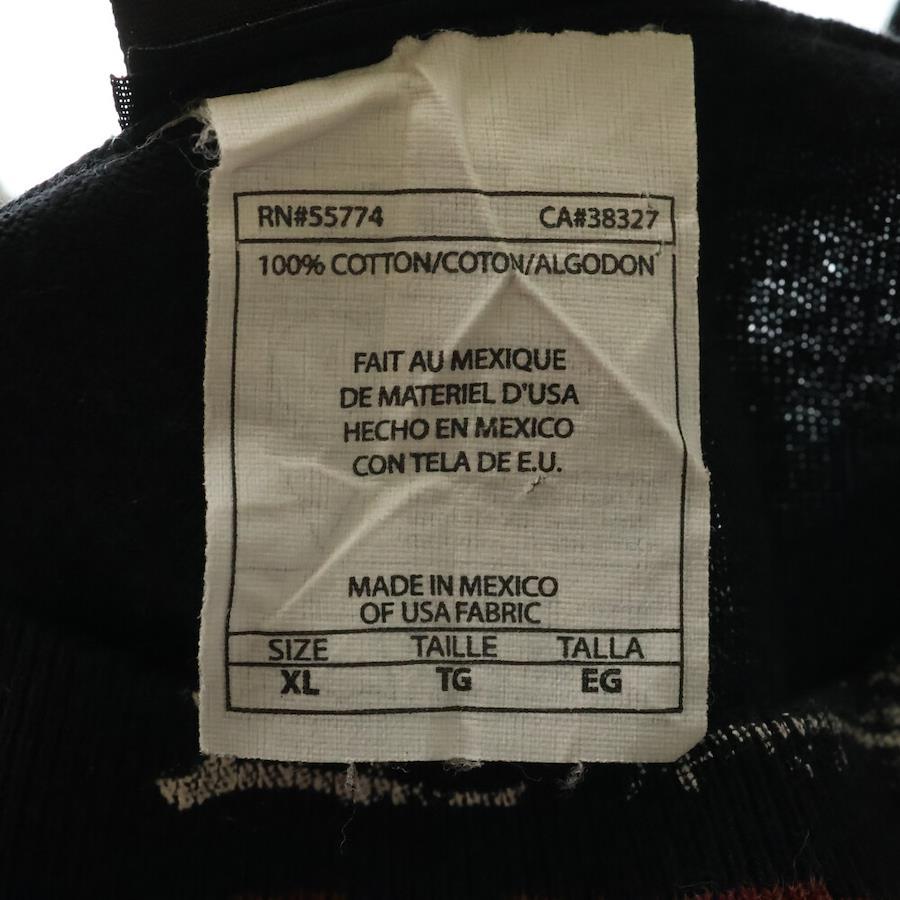 RN#55774 CA#38327
100% COTTON/COTON/ALGODON
FAIT AU MEXIQUE
DE MATERIEL D'USA
HECHO EN MEXICO
CON TELA DE E.U.
MADE IN MEXICO
OF USA FABRIC
SIZE TAILLE TALLA
XL TG EG